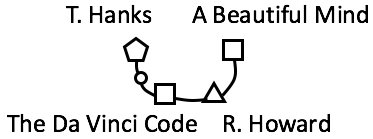 T. Hanks
A Beautiful Mind
The Da Vinci Code
R. Howard